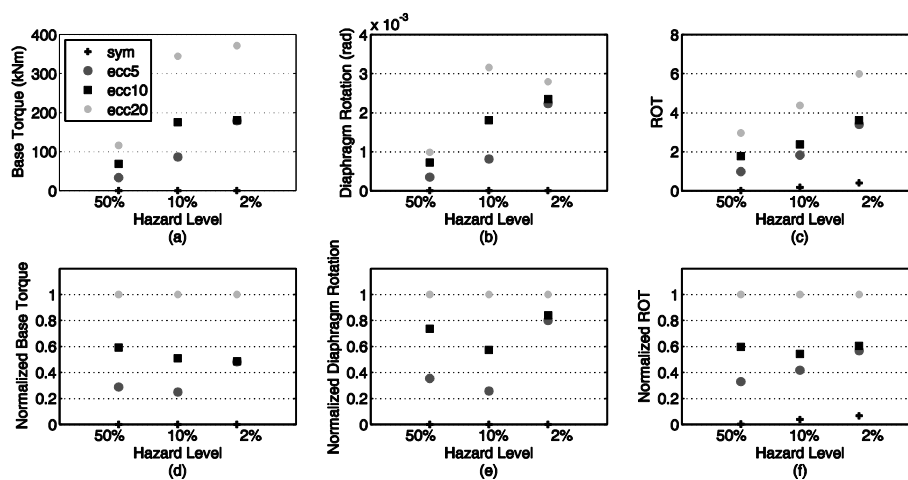 400
300
200
100
0
Base Torque (kNm)
sym
ecc5
ecc10
ecc20
50% 10% 2%
Hazard Level
(a)
x 10⁻³
4
3
2
1
0
Diaphragm Rotation (rad)
50% 10% 2%
Hazard Level
(b)
8
6
4
2
0
ROT
50% 10% 2%
Hazard Level
(c)
1
0.8
0.6
0.4
0.2
0
Normalized Base Torque
50% 10% 2%
Hazard Level
(d)
1
0.8
0.6
0.4
0.2
0
Normalized Diaphragm Rotation
50% 10% 2%
Hazard Level
(e)
1
0.8
0.6
0.4
0.2
0
Normalized ROT
50% 10% 2%
Hazard Level
(f)